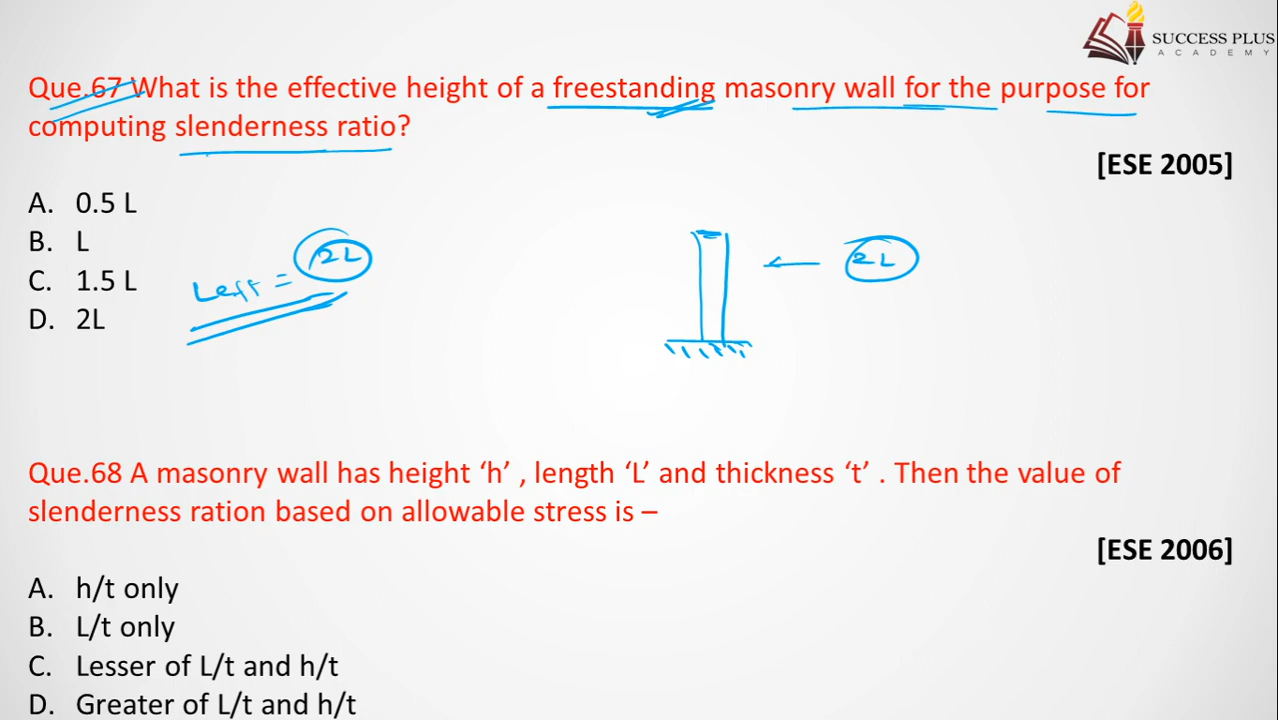 SUCCESS PLUS
ACADEMY
Que.67 What is the effective height of a freestanding masonry wall for the purpose for
computing slenderness ratio?
[ESE 2005]
A. 0.5 L
B. L
C. 1.5 L
D. 2L
Leff = 2L
2L
Que.68 A masonry wall has height ‘h’ , length ‘L’ and thickness ‘t’ . Then the value of
slenderness ration based on allowable stress is –
[ESE 2006]
A. h/t only
B. L/t only
C. Lesser of L/t and h/t
D. Greater of L/t and h/t